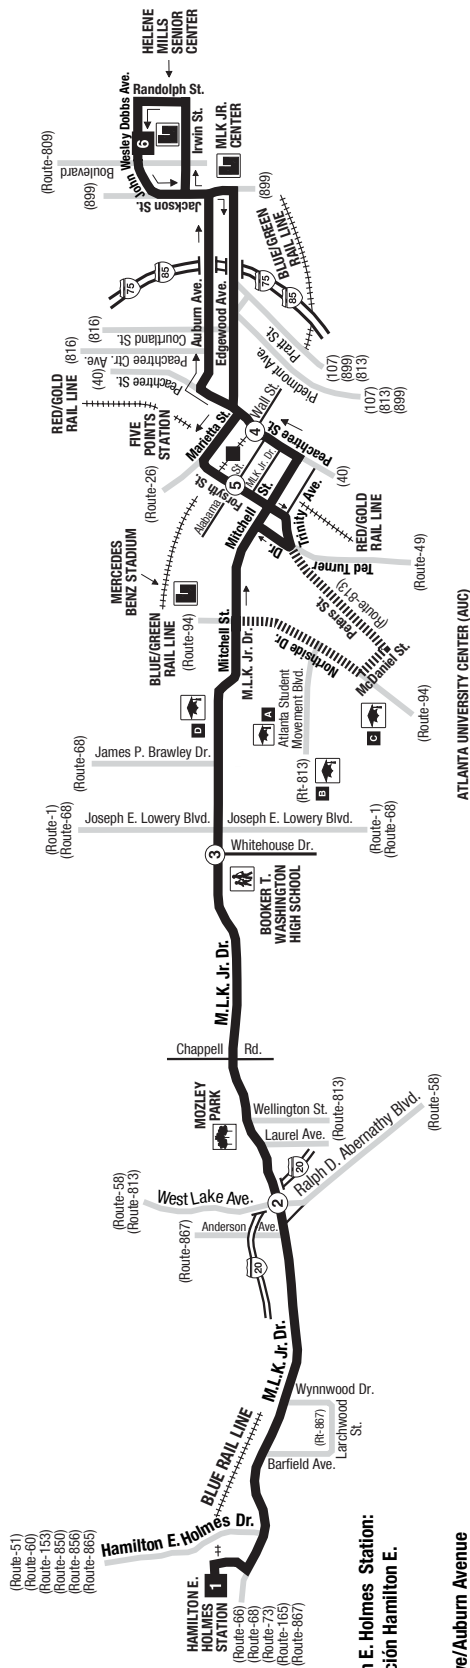 HELENE
MILLS
SENIOR
CENTER
Randolph St.
John Wesley Dobbs Ave.
6
Irwin St.
MLK JR.
CENTER
(Route-809)
Boulevard
(899)
Jackson St.
(899)
BLUE/GREEN
RAIL LINE
75
85
75
85
Auburn Ave.
Edgewood Ave.
(816)
Courtland St.
(816)
Peachtree Ctr. Ave.
(40)
Peachtree St.
Pratt St.
(107)
(899)
(813)
Piedmont Ave.
(107)
(813)
(899)
RED/GOLD
RAIL LINE
FIVE
POINTS
STATION
Marietta St.
Wall St.
4
Peachtree St.
(40)
(Route-26)
Forsyth St.
5
Alabama St.
MLK Jr. Dr.
Mitchell St.
Trinity Ave.
RED/GOLD
RAIL LINE
Ted Turner Dr.
(Route-49)
MERCEDES
BENZ STADIUM
BLUE/GREEN
RAIL LINE
(Route-94)
Mitchell St.
M.L.K. Jr. Dr.
Peters St
(Route-813)
Northside Dr.
McDaniel St.
(Route-94)
D
A
Atlanta Student
Movement Blvd.
(Rt-813)
B
C
ATLANTA UNIVERSITY CENTER (AUC)
(Route-68)
James P. Brawley Dr.
(Route-1)
(Route-68)
Joseph E. Lowery Blvd.
Joseph E. Lowery Blvd.
(Route-1)
(Route-68)
3
Whitehouse Dr.
BOOKER T.
WASHINGTON
HIGH SCHOOL
M.L.K. Jr. Dr.
Chappell Rd.
MOZLEY
PARK
Wellington St.
Laurel Ave.
(Route-813)
(Route-58)
(Route-813)
West Lake Ave.
20
Ralph D. Abernathy Blvd.
(Route-58)
2
(Route-867)
Anderson Ave.
20
M.L.K. Jr. Dr.
Wynnwood Dr.
(Rt-867)
Larchwood
St.
Barfield Ave.
BLUE RAIL LINE
(Route-51)
(Route-60)
(Route-153)
(Route-850)
(Route-856)
(Route-865)
Hamilton E. Holmes Dr.
HAMILTON E.
HOLMES
STATION
1
(Route-66)
(Route-68)
(Route-73)
(Route-165)
(Route-867)
E. Holmes Station:
ción Hamilton E.
ve/Auburn Avenue